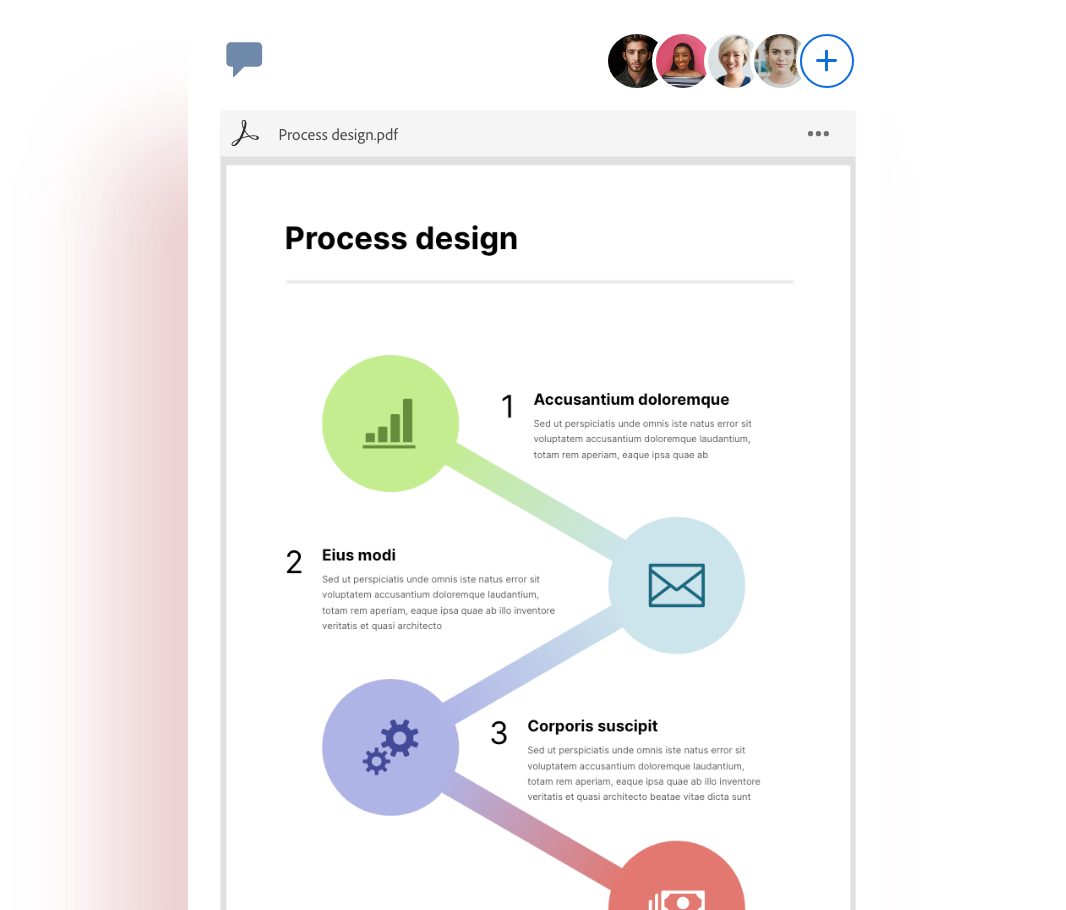 Process design.pdf
Process design
1
Accusantium doloremque
Sed ut perspiciatis unde omnis iste natus error sit
voluptatem accusantium doloremque laudantium,
totam rem aperiam, eaque ipsa quae ab
2
Eius modi
Sed ut perspiciatis unde omnis iste natus error sit
voluptatem accusantium doloremque laudantium,
totam rem aperiam, eaque ipsa quae ab illo inventore
veritatis et quasi architecto
3
Corporis suscipit
Sed ut perspiciatis unde omnis iste natus error sit
voluptatem accusantium doloremque laudantium,
totam rem aperiam, eaque ipsa quae ab illo inventore
veritatis et quasi architecto beatae vitae dicta sunt